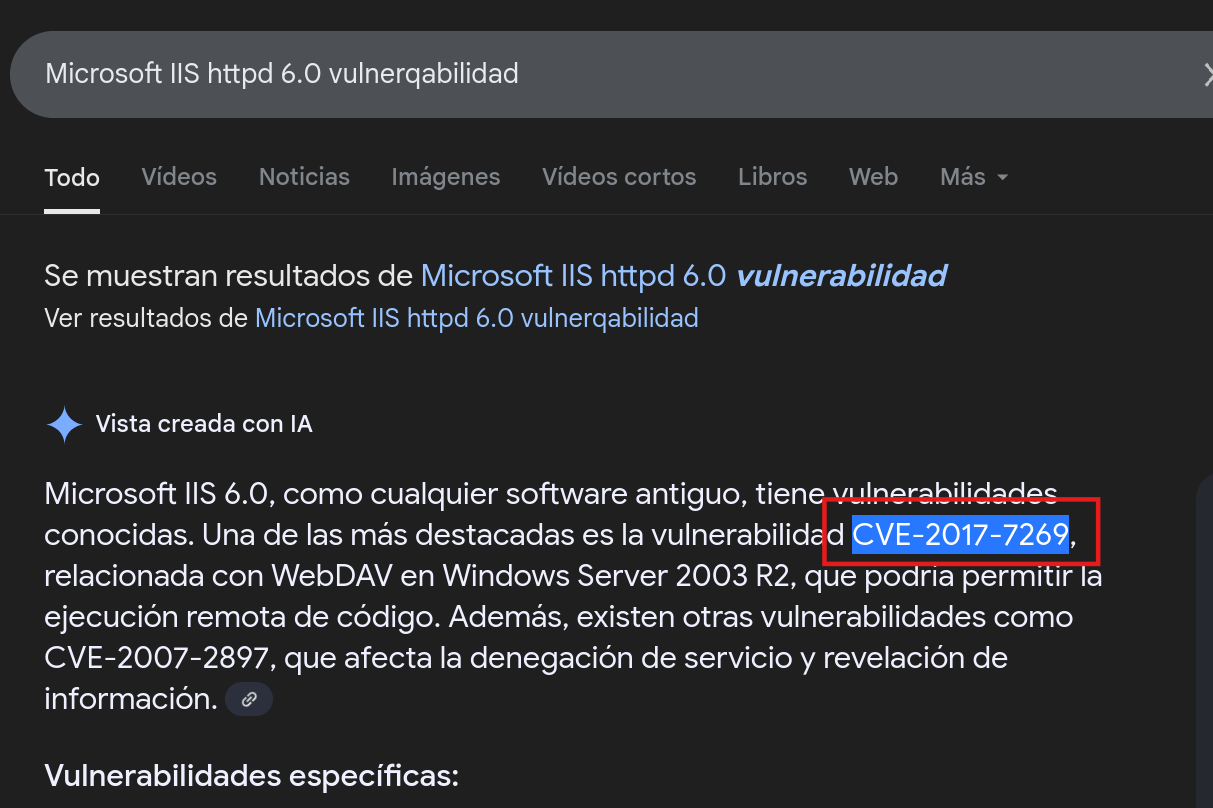 Microsoft IIS httpd 6.0 vulnerqabilidad
Todo Vídeos Noticias Imágenes Vídeos cortos Libros Web Más
Se muestran resultados de Microsoft IIS httpd 6.0 vulnerabilidad
Ver resultados de Microsoft IIS httpd 6.0 vulnerqabilidad
Vista creada con IA
Microsoft IIS 6.0, como cualquier software antiguo, tiene vulnerabilidades
conocidas. Una de las más destacadas es la vulnerabilidad CVE-2017-7269,
relacionada con WebDAV en Windows Server 2003 R2, que podría permitir la
ejecución remota de código. Además, existen otras vulnerabilidades como
CVE-2007-2897, que afecta la denegación de servicio y revelación de
información.
Vulnerabilidades específicas: